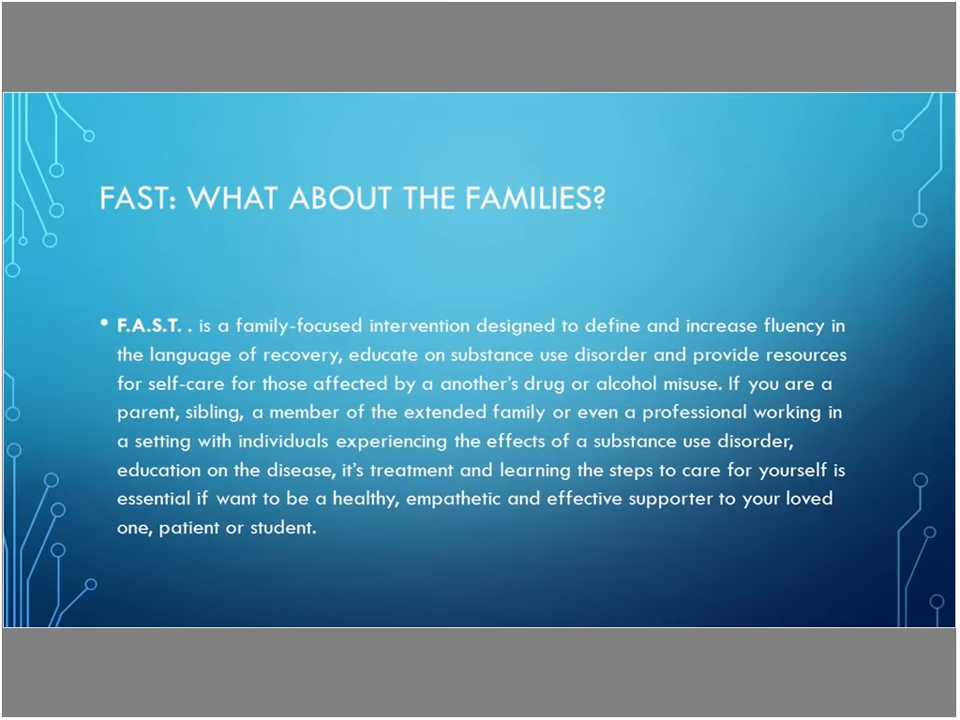 FAST: WHAT ABOUT THE FAMILIES?
• F.A.S.T. . is a family-focused intervention designed to define and increase fluency in
the language of recovery, educate on substance use disorder and provide resources
for self-care for those affected by a another's drug or alcohol misuse. If you are a
parent, sibling, a member of the extended family or even a professional working in
a setting with individuals experiencing the effects of a substance use disorder,
education on the disease, it's treatment and learning the steps to care for yourself is
essential if want to be a healthy, empathetic and effective supporter to your loved
one, patient or student.